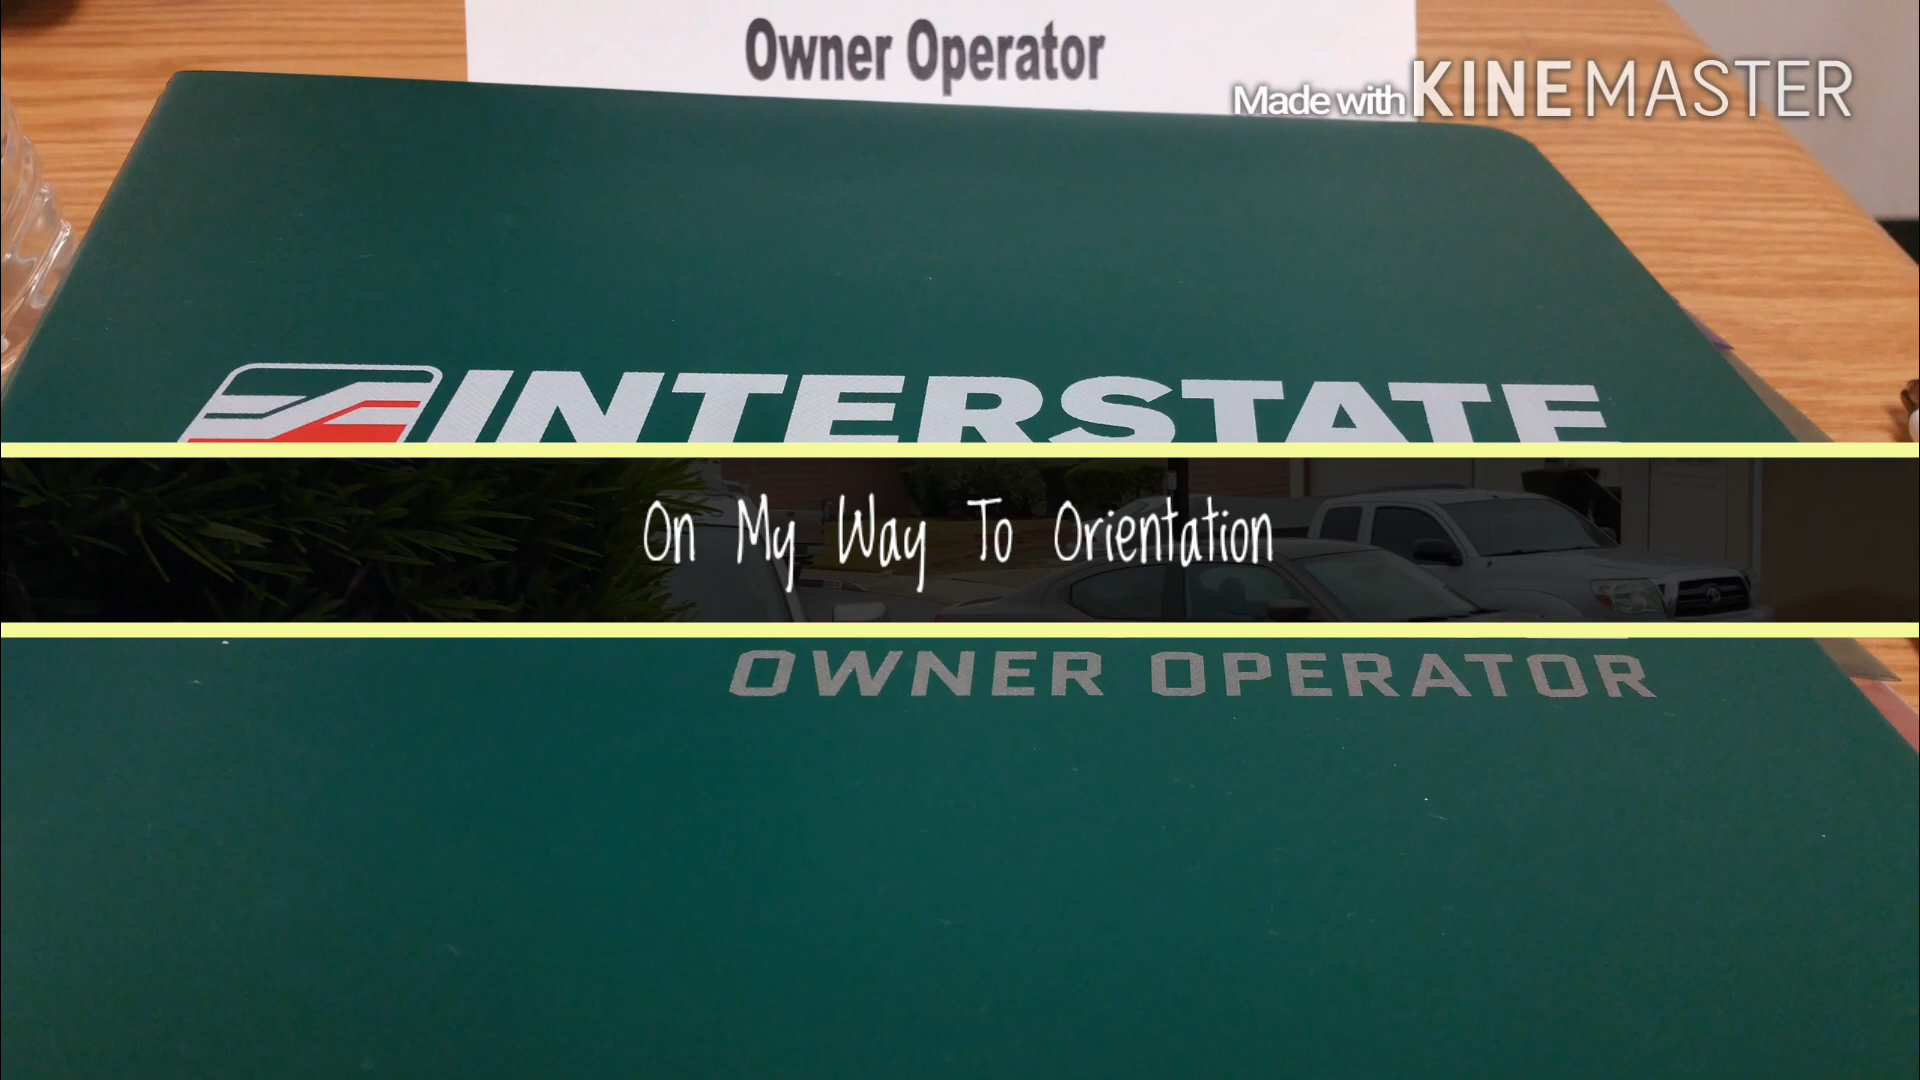 Owner Operator
Made with KINEMASTER
INTERSTATE
On My Way To Orientation
OWNER OPERATOR